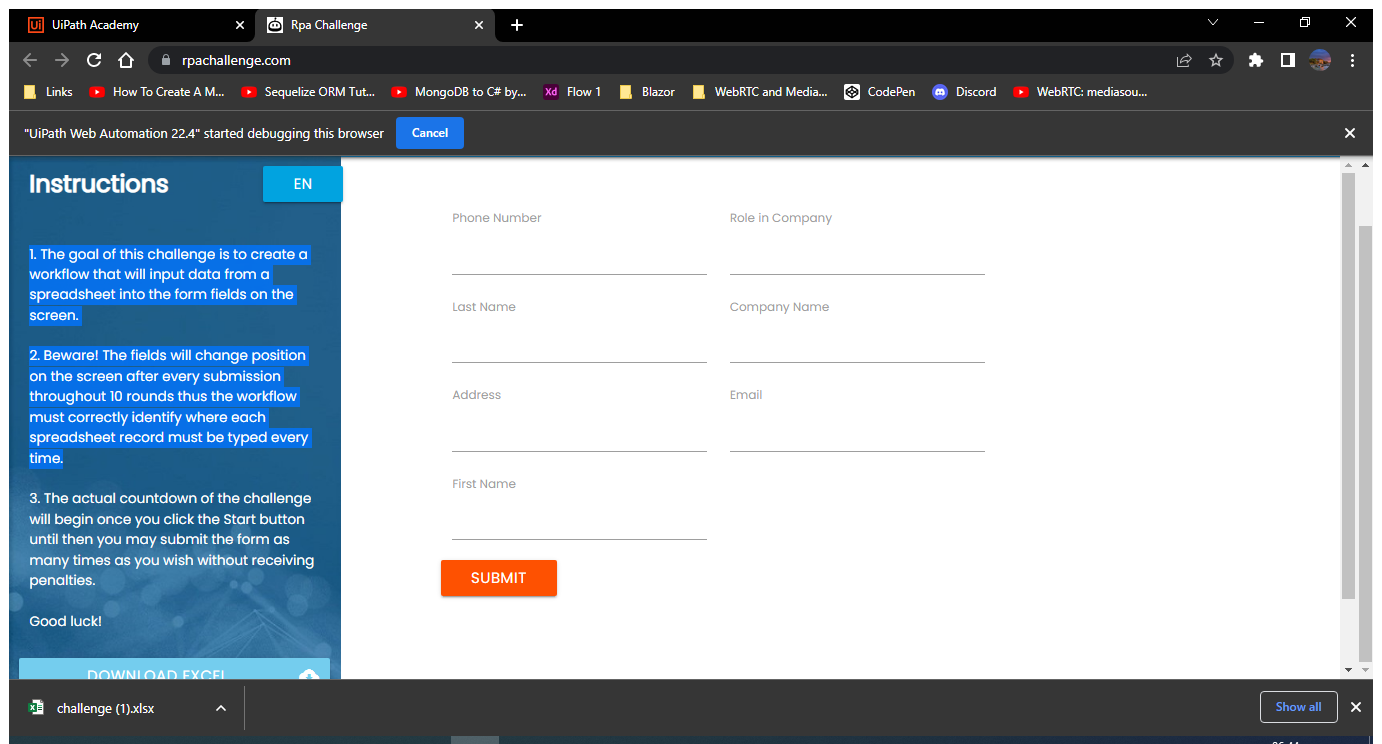 UiPath Academy
Rpa Challenge
rpachallenge.com
Links How To Create A M... Sequelize ORM Tut... MongoDB to C# by... Xd Flow 1 Blazor WebRTC and Media... CodePen Discord WebRTC: mediasou...
"UiPath Web Automation 22.4" started debugging this browser Cancel
Instructions
EN
1. The goal of this challenge is to create a
workflow that will input data from a
spreadsheet into the form fields on the
screen.
2. Beware! The fields will change position
on the screen after every submission
throughout 10 rounds thus the workflow
must correctly identify where each
spreadsheet record must be typed every
time.
3. The actual countdown of the challenge
will begin once you click the Start button
until then you may submit the form as
many times as you wish without receiving
penalties.
Good luck!
DOWNLOAD EXCEL
Phone Number Role in Company
Last Name Company Name
Address Email
First Name
SUBMIT
challenge (1).xlsx
Show all